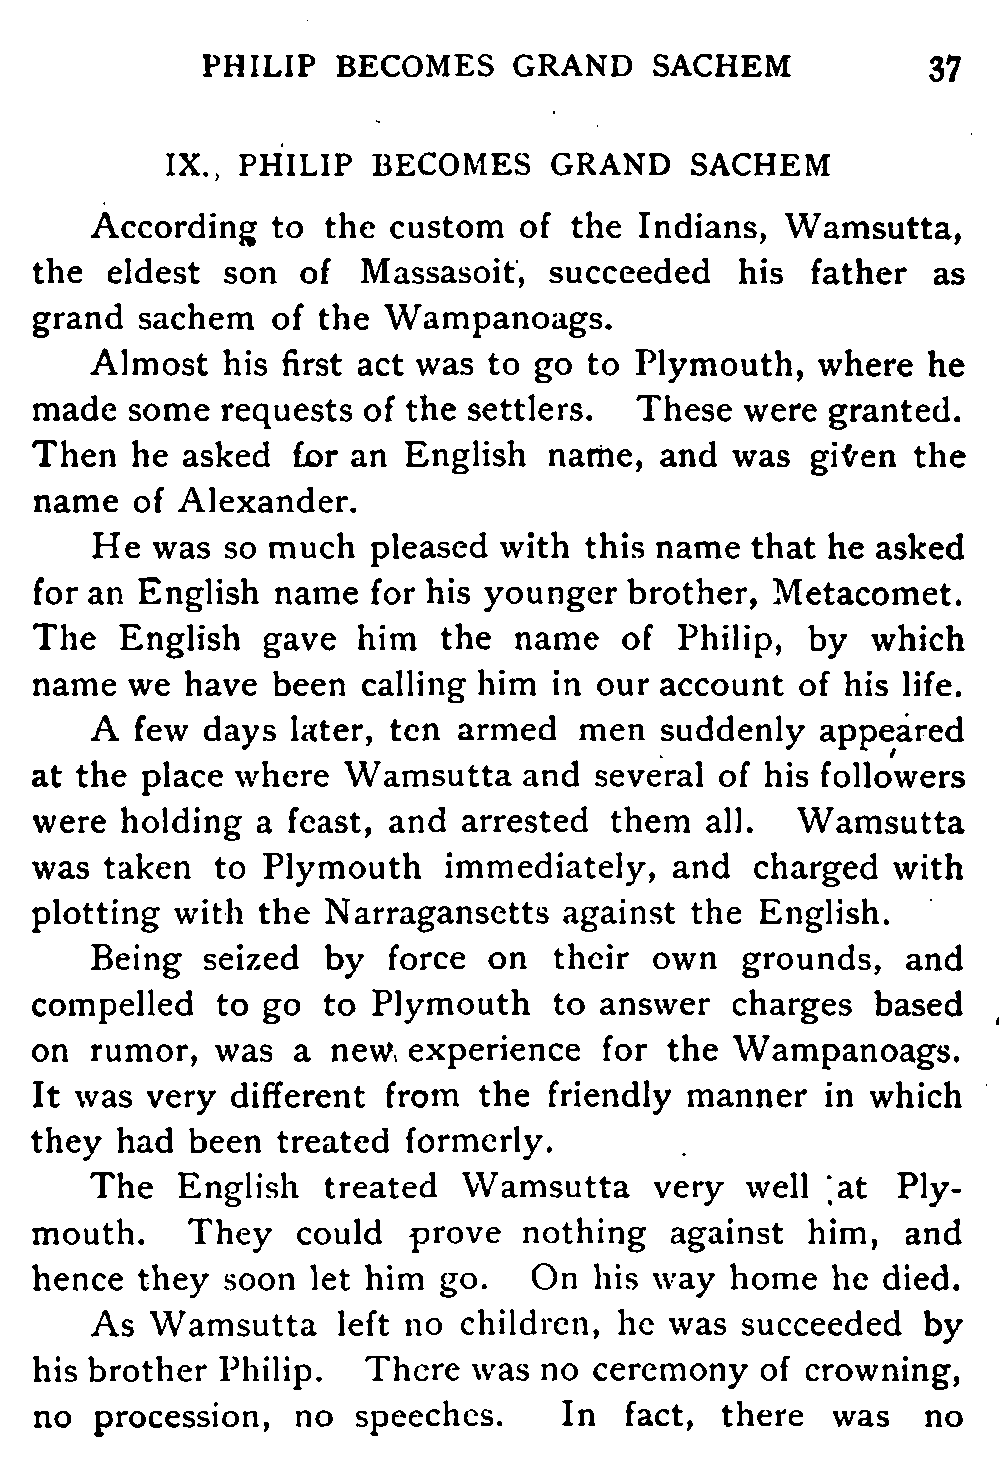 PHILIP BECOMES GRAND SACHEM 37
IX., PHILIP BECOMES GRAND SACHEM
According to the custom of the Indians, Wamsutta,
the eldest son of Massasoit, succeeded his father as
grand sachem of the Wampanoags.
Almost his first act was to go to Plymouth, where he
made some requests of the settlers. These were granted.
Then he asked for an English name, and was given the
name of Alexander.
He was so much pleased with this name that he asked
for an English name for his younger brother, Metacomet.
The English gave him the name of Philip, by which
name we have been calling him in our account of his life.
A few days later, ten armed men suddenly appeared
at the place where Wamsutta and several of his followers
were holding a feast, and arrested them all. Wamsutta
was taken to Plymouth immediately, and charged with
plotting with the Narragansetts against the English.
Being seized by force on their own grounds, and
compelled to go to Plymouth to answer charges based
on rumor, was a new experience for the Wampanoags.
It was very different from the friendly manner in which
they had been treated formerly.
The English treated Wamsutta very well at Ply-
mouth. They could prove nothing against him, and
hence they soon let him go. On his way home he died.
As Wamsutta left no children, he was succeeded by
his brother Philip. There was no ceremony of crowning,
no procession, no speeches. In fact, there was no